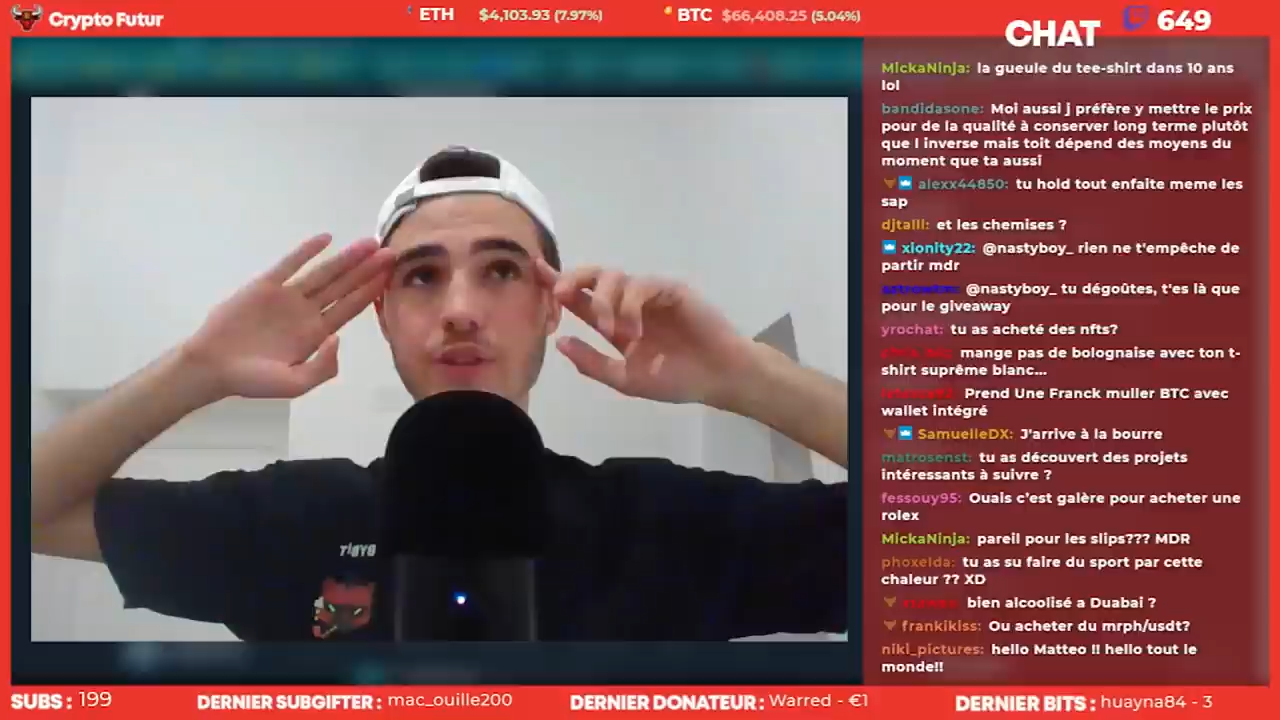 Crypto Futur
ETH $4,103.93 (7.97%)
BTC $66,408.25 (5.04%)
CHAT 649
MickaNinja: la gueule du tee-shirt dans 10 ans
lol
bandidasone: Moi aussi j préfère y mettre le prix
pour de la qualité à conserver long terme plutôt
que l inverse mais toit dépend des moyens du
moment que ta aussi
alexx44850: tu hold tout enfaite meme les
sap
djtalll: et les chemises ?
xionity22: @nastyboy_ rien ne t'empêche de
partir mdr
@nastyboy_ tu dégoûtes, t'es là que
pour le giveaway
yrochat: tu as acheté des nfts?
mange pas de bolognaise avec ton t-
shirt suprême blanc...
Prend Une Franck muller BTC avec
wallet intégré
SamuelleDX: J'arrive à la bourre
matrosenst: tu as découvert des projets
intéressants à suivre ?
fessouy95: Ouais c'est galère pour acheter une
rolex
MickaNinja: pareil pour les slips??? MDR
phoxelda: tu as su faire du sport par cette
chaleur ?? XD
bien alcoolisé a Duabai ?
frankikiss: Ou acheter du mrph/usdt?
niki_pictures: hello Matteo !! hello tout le
monde!!
SUBS : 199
DERNIER SUBGIFTER : mac_ouille200
DERNIER DONATEUR : Warred - €1
DERNIER BITS : huayna84 - 3